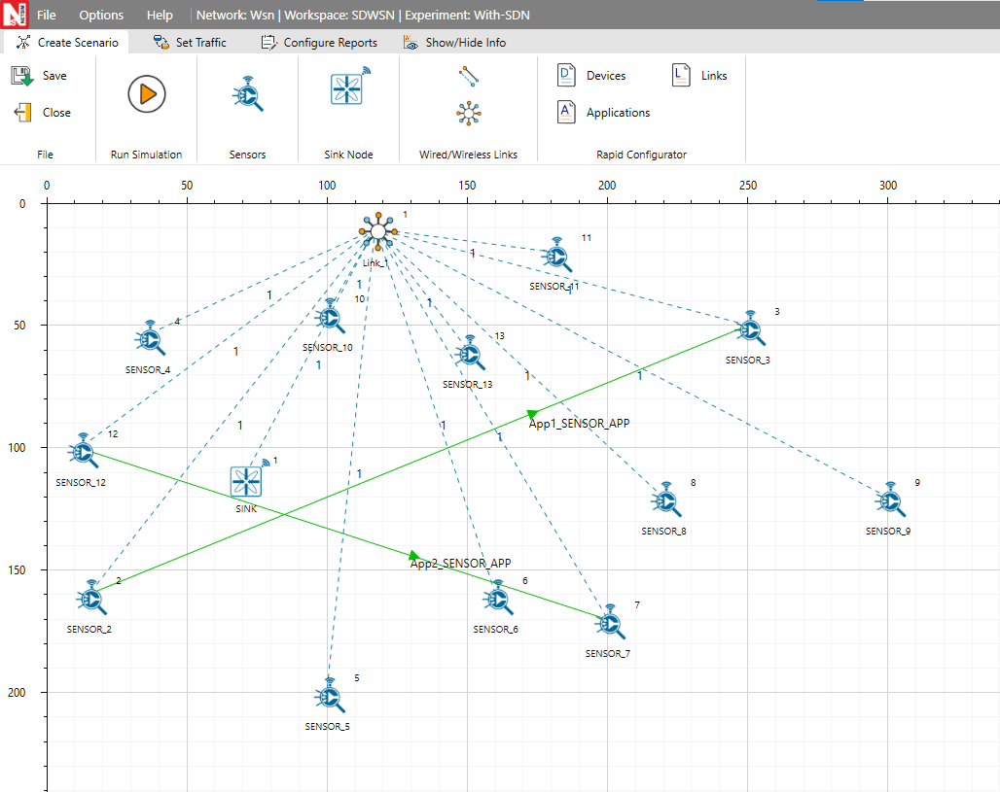 File Options Help Network: Wsn | Workspace: SDWSN | Experiment: With-SDN
Create Scenario Set Traffic Configure Reports Show/Hide Info
Save
Close
Devices
Links
Applications
File Run Simulation Sensors Sink Node Wired/Wireless Links Rapid Configurator
0 50 100 150 200 250 300
0
1
Link_1
11
1
SENSOR_11
1
1
1
10
1
3
4
50
SENSOR_10
13
SENSOR_4
1
SENSOR_3
1
SENSOR_13
1
1
App1_SENSOR_APP
1
1
12
1
100
1
SENSOR_12
1
8
9
SINK
SENSOR_8
SENSOR_9
App2_SENSOR_APP
150
2
6
7
SENSOR_2
SENSOR_6
SENSOR_7
5
200
SENSOR_5